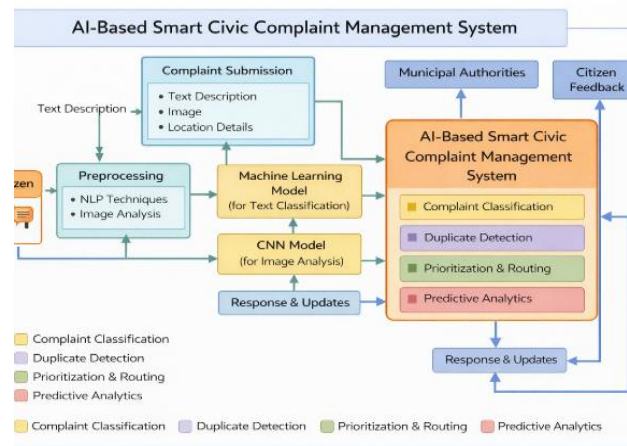 AI-Based Smart Civic Complaint Management System
Complaint Submission
• Text Description
• Image
• Location Details
Municipal Authorities
Citizen
Feedback
Text Description
AI-Based Smart Civic
Complaint Management
System
Complaint Classification
Duplicate Detection
Prioritization & Routing
Predictive Analytics
zen
Preprocessing
• NLP Techniques
• Image Analysis
Machine Learning
Model
(for Text Classification)
CNN Model
(for Image Analysis)
Response & Updates
Response & Updates
Complaint Classification
Duplicate Detection
Prioritization & Routing
Predictive Analytics
Complaint Classification
Duplicate Detection
Prioritization & Routing
Predictive Analytics